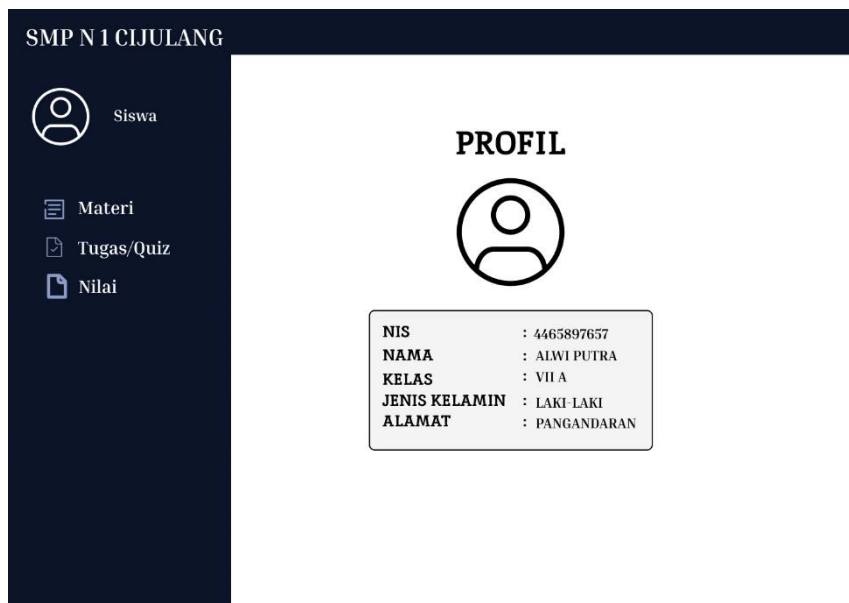 SMP N 1 CIJULANG
Siswa
Materi
Tugas/Quiz
Nilai
PROFIL
NIS : 4465897657
NAMA : ALWI PUTRA
KELAS : VII A
JENIS KELAMIN : LAKI-LAKI
ALAMAT : PANGANDARAN